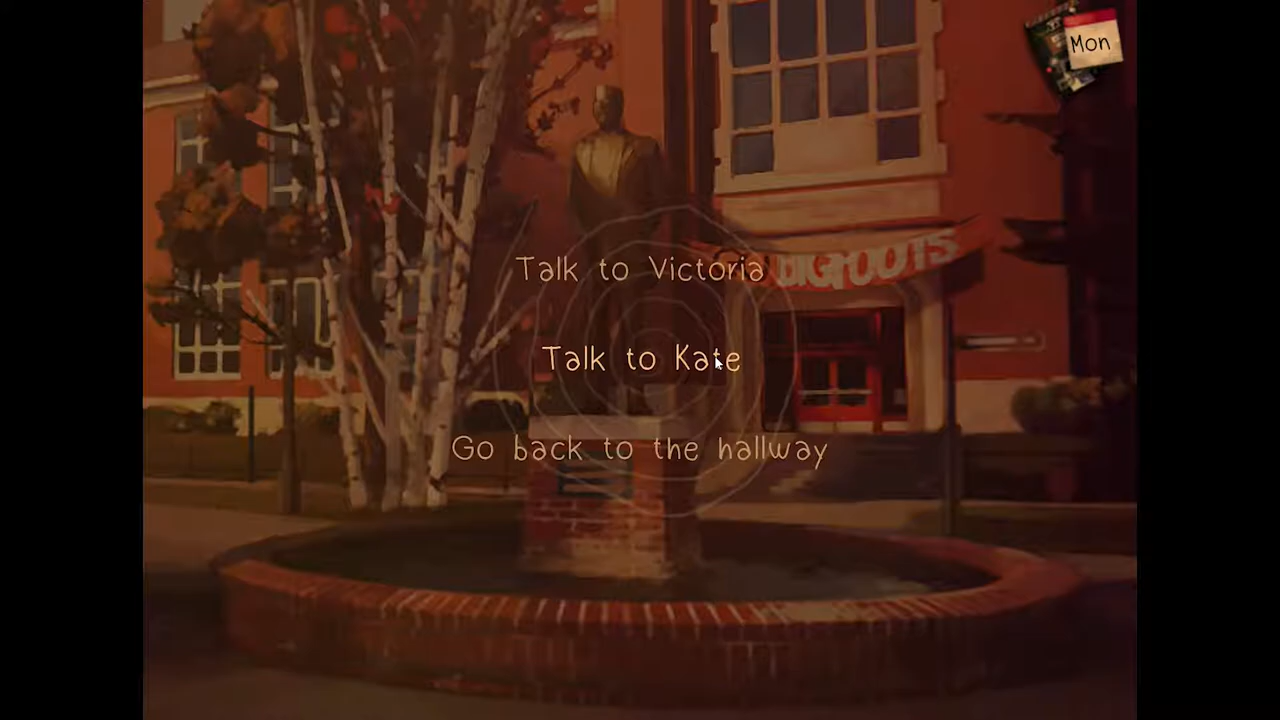 Mon
Talk to Victoria
BIGFOOTS
Talk to Kate
Go back to the hallway